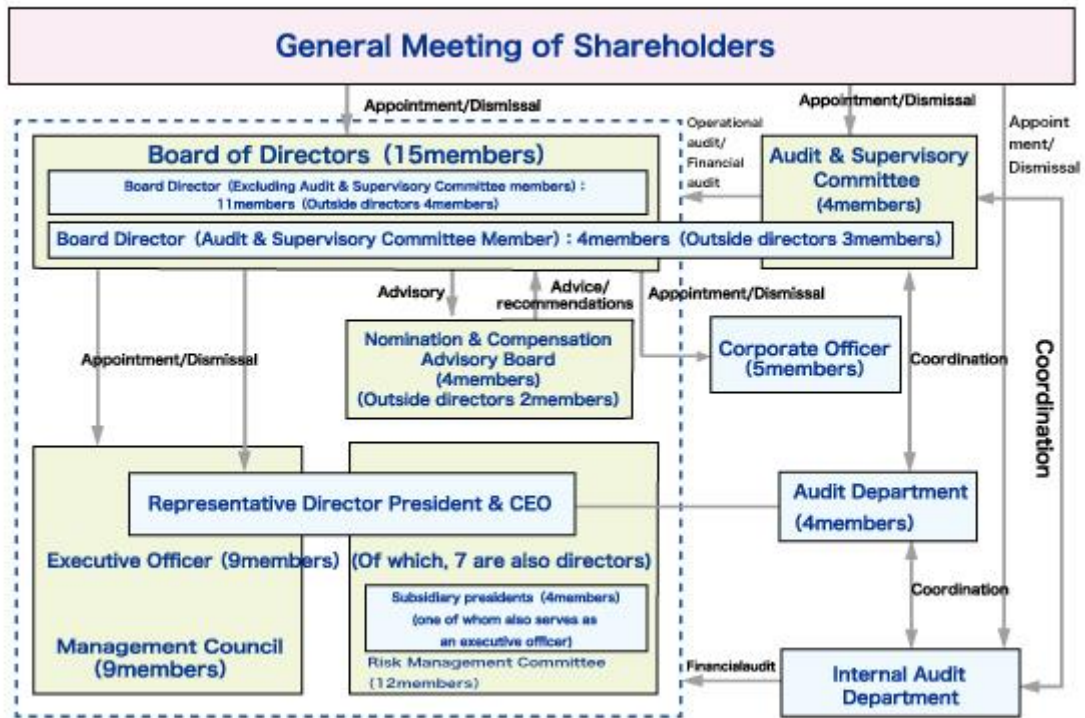 General Meeting of Shareholders
Appointment/Dismissal
Appointment/Dismissal
Appoint
ment/
Dismissal
Operational
audit/
Financial
audit
Board of Directors (15members)
Board Director (Excluding Audit & Supervisory Committee members) :
11members (Outside directors 4members)
Board Director (Audit & Supervisory Committee Member) : 4members (Outside directors 3members)
Audit & Supervisory
Committee
(4members)
Advisory
Advice/
recommendations
Appointment/Dismissal
Appointment/Dismissal
Nomination & Compensation
Advisory Board
(4members)
(Outside directors 2members)
Corporate Officer
(5members)
Coordination
Coordination
Representative Director President & CEO
Audit Department
(4members)
Executive Officer (9members) (Of which, 7 are also directors)
Subsidiary presidents (4members)
(one of whom also serves as
an executive officer)
Coordination
Management Council
(9members)
Risk Management Committee
(12members)
Financialaudit
Internal Audit
Department